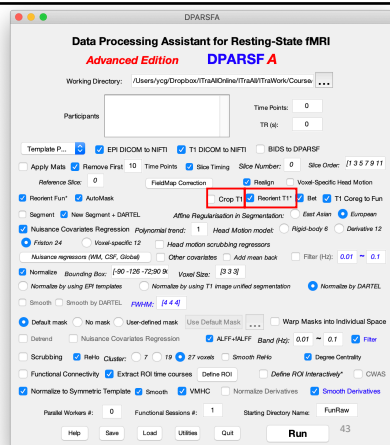 DPARSFA
Data Processing Assistant for Resting-State fMRI
Advanced Edition DPARSF A
Working Directory: /Users/ycg/Dropbox/ITraAllOnline/ITraAll/ITraWork/Course/ ...
Participants
Time Points: 0
TR (s): 0
Template P... EPI DICOM to NIFTI T1 DICOM to NIFTI BIDS to DPARSF
Apply Mats Remove First 10 Time Points Slice Timing Slice Number: 0 Slice Order: [1 3 5 7 9 11
Reference Slice: 0 FieldMap Correction Realign Voxel-Specific Head Motion
Reorient Fun* AutoMask Crop T1 Reorient T1* Bet T1 Coreg to Fun
Segment New Segment + DARTEL Affine Regularisation in Segmentation: East Asian European
Nuisance Covariates Regression Polynomial trend: 1 Head Motion model: Rigid-body 6 Derivative 12
Friston 24 Voxel-specific 12 Head motion scrubbing regressors
Nuisance regressors (WM, CSF, Global) Other covariates Add mean back Filter (Hz): 0.01 ~ 0.1
Normalize Bounding Box: [-90 -126 -72;90 9( Voxel Size: [3 3 3]
Normalize by using EPI templates Normalize by using T1 image unified segmentation Normalize by DARTEL
Smooth Smooth by DARTEL FWHM: [4 4 4]
Default mask No mask User-defined mask Use Default Mask ... Warp Masks into Individual Space
Detrend Nuisance Covariates Regression ALFF+fALFF Band (Hz): 0.01 ~ 0.1 Filter
Scrubbing ReHo Cluster: 7 19 27 voxels Smooth ReHo Degree Centrality
Functional Connectivity Extract ROI time courses Define ROI Define ROI Interactively* CWAS
Normalize to Symmetric Template Smooth VMHC Normalize Derivatives Smooth Derivatives
Parallel Workers #: 0 Functional Sessions #: 1 Starting Directory Name: FunRaw
Help Save Load Utilities Quit Run 43